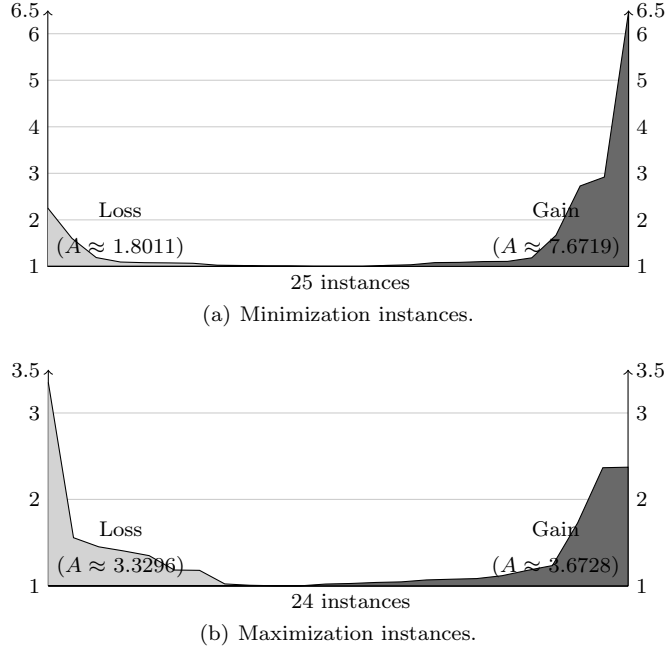 6.5 6.5
6 6
5 5
4 4
3 3
2 2
Loss Gain
(A ≈ 1.8011) (A ≈ 7.6719)
1 1
25 instances
(a) Minimization instances.
3.5 3.5
3 3
2 2
Loss Gain
(A ≈ 3.3296) (A ≈ 3.6728)
1 1
24 instances
(b) Maximization instances.